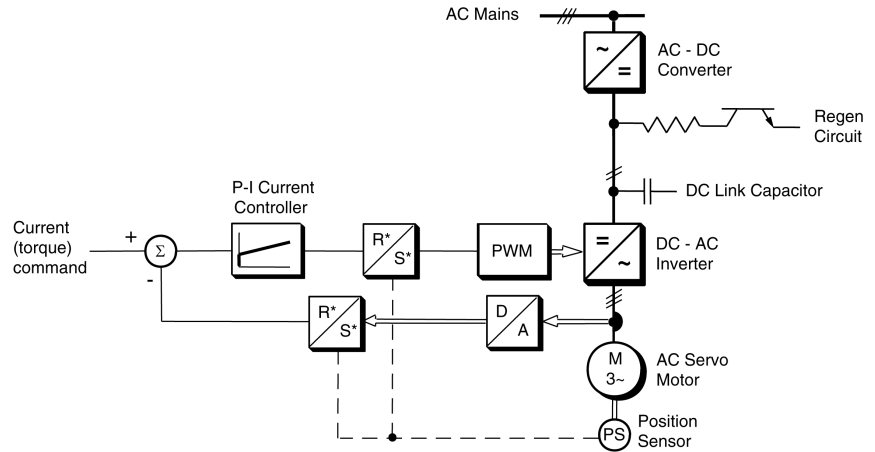 AC Mains
~
=
AC - DC
Converter
Regen
Circuit
DC Link Capacitor
P-I Current
Controller
Current
(torque)
command
+
Σ
-
R*
S*
PWM
=
~
DC - AC
Inverter
R*
S*
D
A
M
3~
AC Servo
Motor
PS
Position
Sensor